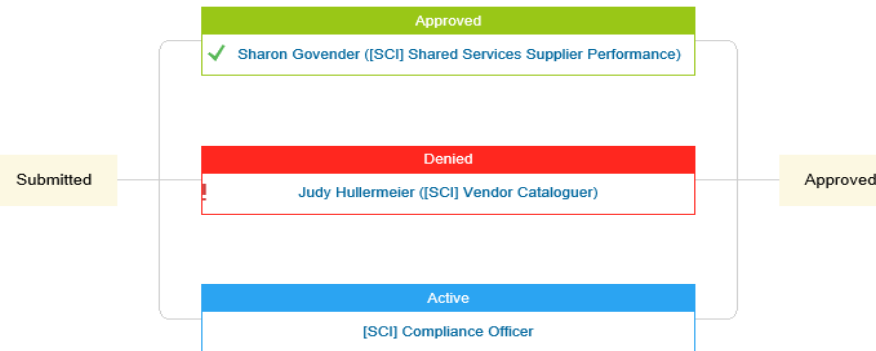 Approved
Sharon Govender ([SCI] Shared Services Supplier Performance)
Denied
Submitted
Approved
Judy Hullermeier ([SCI] Vendor Cataloguer)
Active
[SCI] Compliance Officer